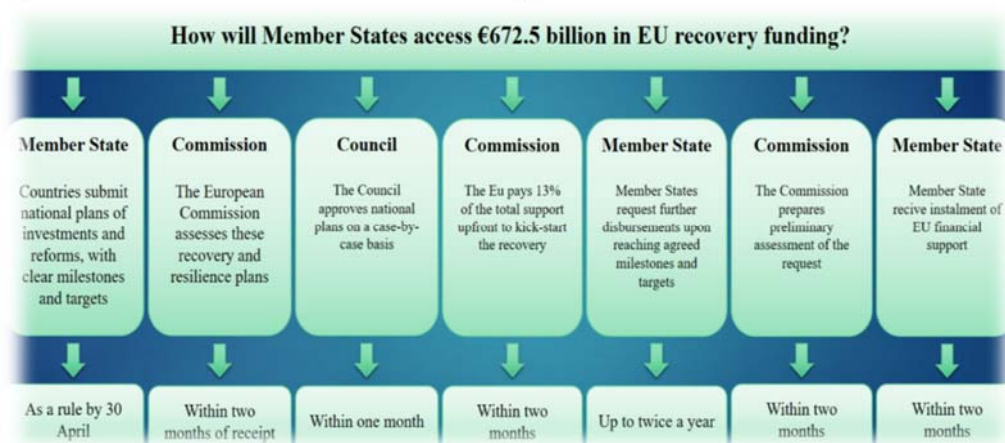 How will Member States access €672.5 billion in EU recovery funding?
Member State
Countries submit
national plans of
investments and
reforms, with
clear milestones
and targets
Commission
The European
Commission
assesses these
recovery and
resilience plans
Council
The Council
approves national
plans on a case-by-
case basis
Commission
The Eu pays 13%
of the total support
upfront to kick-start
the recovery
Member State
Member States
request further
disbursements upon
reaching agreed
milestones and
targets
Commission
The Commission
prepares
preliminary
assessment of the
request
Member State
Member State
recive instalment of
EU financial
support
As a rule by 30
April
Within two
months of receipt
Within one month
Within two
months
Up to twice a year
Within two
months
Within two
months